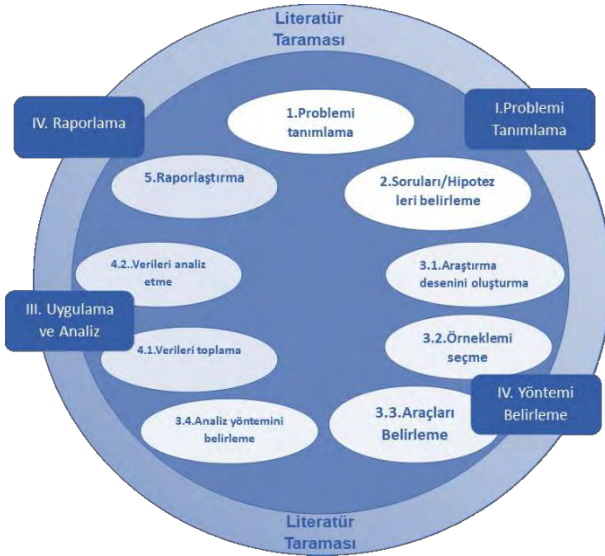 Literatür
Taraması
IV. Raporlama
I.Problemi
Tanımlama
1.Problemi
tanımlama
5.Raporlaştırma
2.Soruları/Hipotez
leri belirleme
4.2..Verileri analiz
etme
3.1.Araştırma
desenini oluşturma
III. Uygulama
ve Analiz
3.2.Örneklemi
seçme
4.1.Verileri toplama
IV. Yöntemi
Belirleme
3.4.Analiz yöntemini
belirleme
3.3.Araçları
Belirleme
Literatür
Taraması